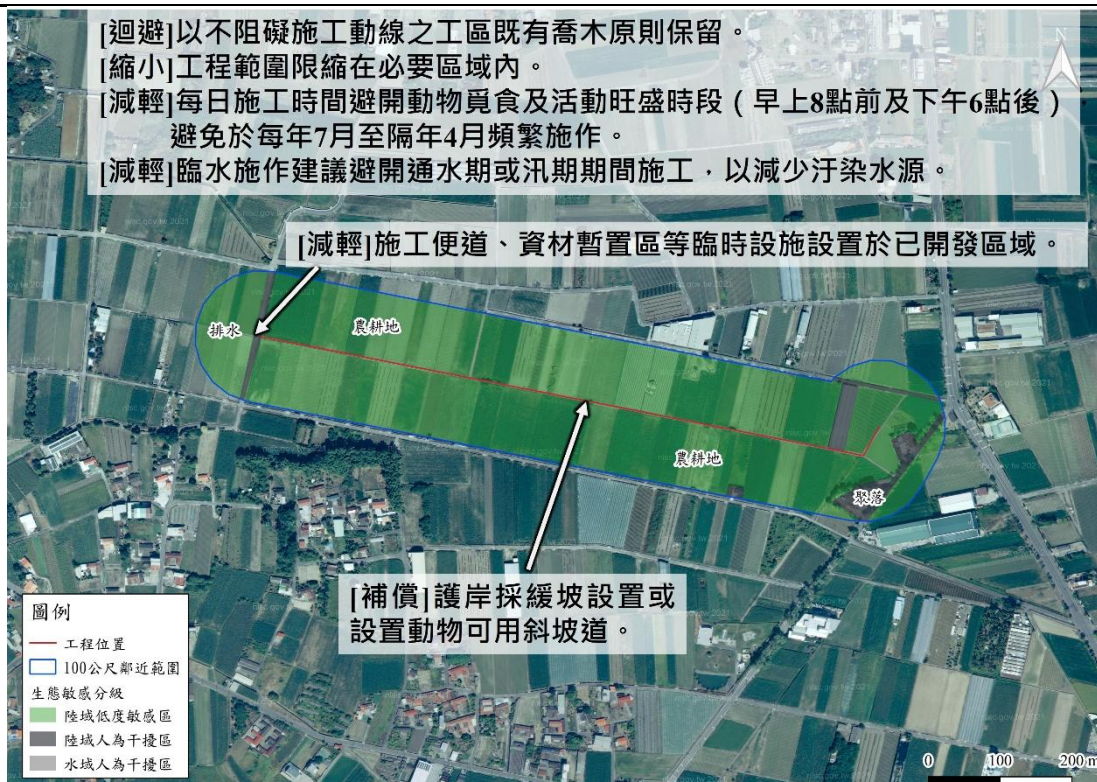 [迴避]以不阻礙施工動線之工區既有喬木原則保留。
[縮小]工程範圍限縮在必要區域內。
[減輕]每日施工時間避開動物覓食及活動旺盛時段（早上8點前及下午6點後）
避免於每年7月至隔年4月頻繁施作。
[減輕]臨水施作建議避開通水期或汛期期間施工，以減少汙染水源。
N
[減輕]施工便道、資材暫置區等臨時設施設置於已開發區域。
排水
農耕地
農耕地
聚落
[補償]護岸採緩坡設置或
設置動物可用斜坡道。
圖例
工程位置
100公尺鄰近範圍
生態敏感分級
陸域低度敏感區
陸域人為干擾區
水域人為干擾區
0 100 200 m